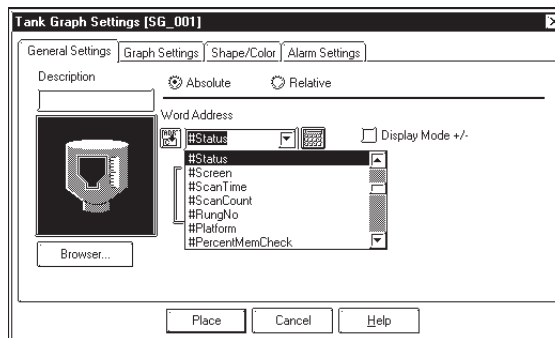 Tank Graph Settings [SG_001]
General Settings Graph Settings Shape/Color Alarm Settings
Description
Absolute Relative
Word Address
#Status Display Mode +/-
#Status
#Screen
#ScanTime
#ScanCount
#RungNo
#Platform
#PercentMemCheck
Browser...
Place Cancel Help